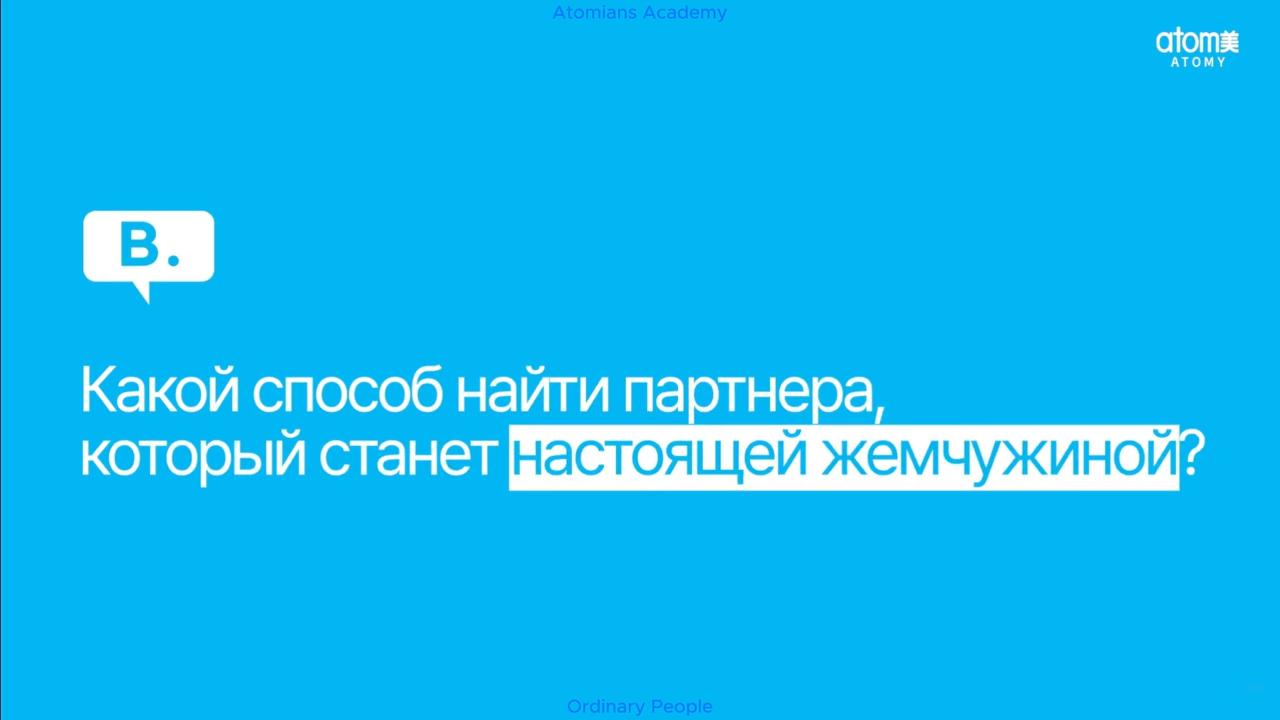 Atomians Academy
atom美
ATOMY
В.
Какой способ найти партнера,
который станет настоящей жемчужиной?
Ordinary People